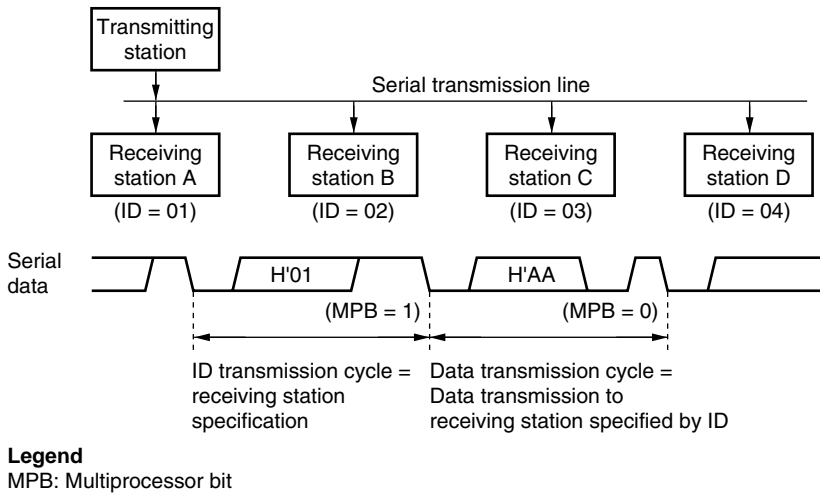 Transmitting
station
Serial transmission line
Receiving
station A
Receiving
station B
Receiving
station C
Receiving
station D
(ID = 01)
(ID = 02)
(ID = 03)
(ID = 04)
Serial
data
H'01
H'AA
(MPB = 1)
(MPB = 0)
ID transmission cycle =
receiving station
specification
Data transmission cycle =
Data transmission to
receiving station specified by ID
Legend
MPB: Multiprocessor bit